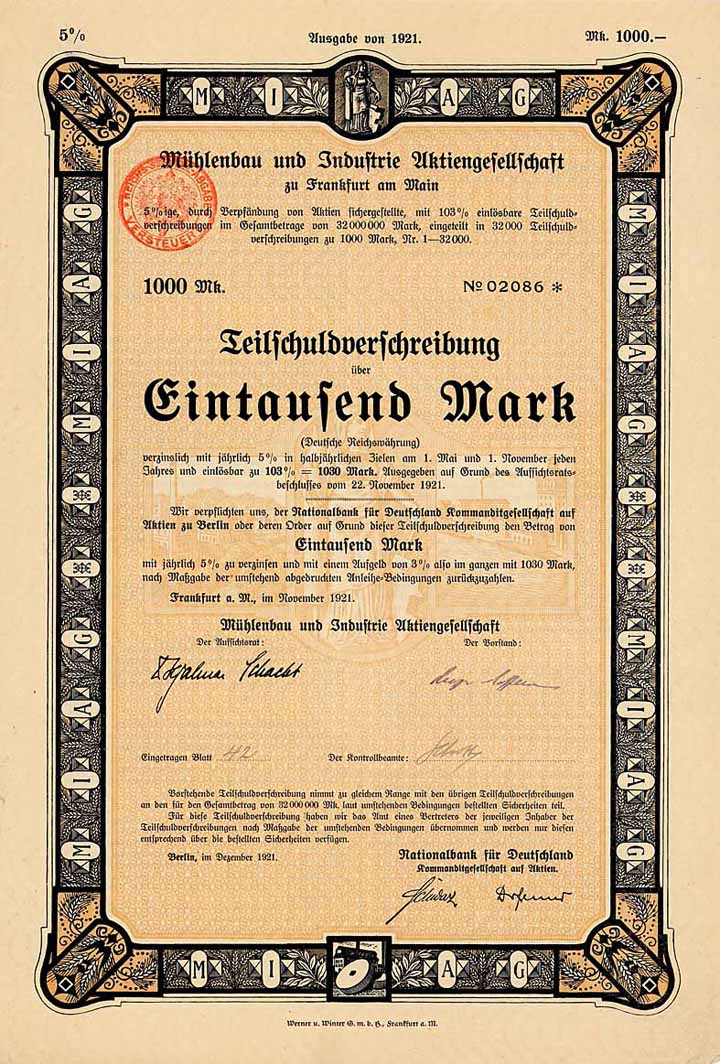 5%
Ausgabe von 1921.
Mk. 1000.–
M I A G
Mühlenbau und Industrie Aktiengesellschaft
zu Frankfurt am Main
5%ige, durch Verpfändung von Aktien sichergestellte, mit 103% einlösbare Teilschuld-
verschreibungen im Gesamtbetrage von 32 000 000 Mark, eingeteilt in 32 000 Teilschuld-
verschreibungen zu 1000 Mark, Nr. 1—32 000.
VERSTEUERT
1000 Mk.
№ 02086 *
Teilschuldverschreibung
über
Eintausend Mark
(Deutsche Reichswährung)
verzinslich mit jährlich 5% in halbjährlichen Zielen am 1. Mai und 1. November jeden
Jahres und einlösbar zu 103% = 1030 Mark. Ausgegeben auf Grund des Aufsichtsrats-
beschlusses vom 22. November 1921.
Wir verpflichten uns, der Nationalbank für Deutschland Kommanditgesellschaft auf
Aktien zu Berlin oder deren Order auf Grund dieser Teilschuldverschreibung den Betrag von
Eintausend Mark
mit jährlich 5% zu verzinsen und mit einem Aufgeld von 3% also im ganzen mit 1030 Mark,
nach Maßgabe der umstehend abgedruckten Anleihe-Bedingungen zurückzuzahlen.
Frankfurt a. M., im November 1921.
Mühlenbau und Industrie Aktiengesellschaft
Der Aufsichtsrat:
Der Vorstand:
Hjalmar Schacht
Eingetragen Blatt 42
Der Kontrollbeamte:
Vorstehende Teilschuldverschreibung nimmt zu gleichem Range mit den übrigen Teilschuldverschreibungen
an den für den Gesamtbetrag von 32 000 000 Mk. laut umstehenden Bedingungen bestellten Sicherheiten teil.
Für diese Teilschuldverschreibung haben wir das Amt eines Vertreters der jeweiligen Inhaber der
Teilschuldverschreibungen nach Maßgabe der umstehenden Bedingungen übernommen und werden nur diesen
entsprechend über die bestellten Sicherheiten verfügen.
Berlin, im Dezember 1921.
Nationalbank für Deutschland
Kommanditgesellschaft auf Aktien.
M I A G
M I A G
M I A G
M I A G
M I A G
Werner u. Winter G. m. b. H., Frankfurt a. M.